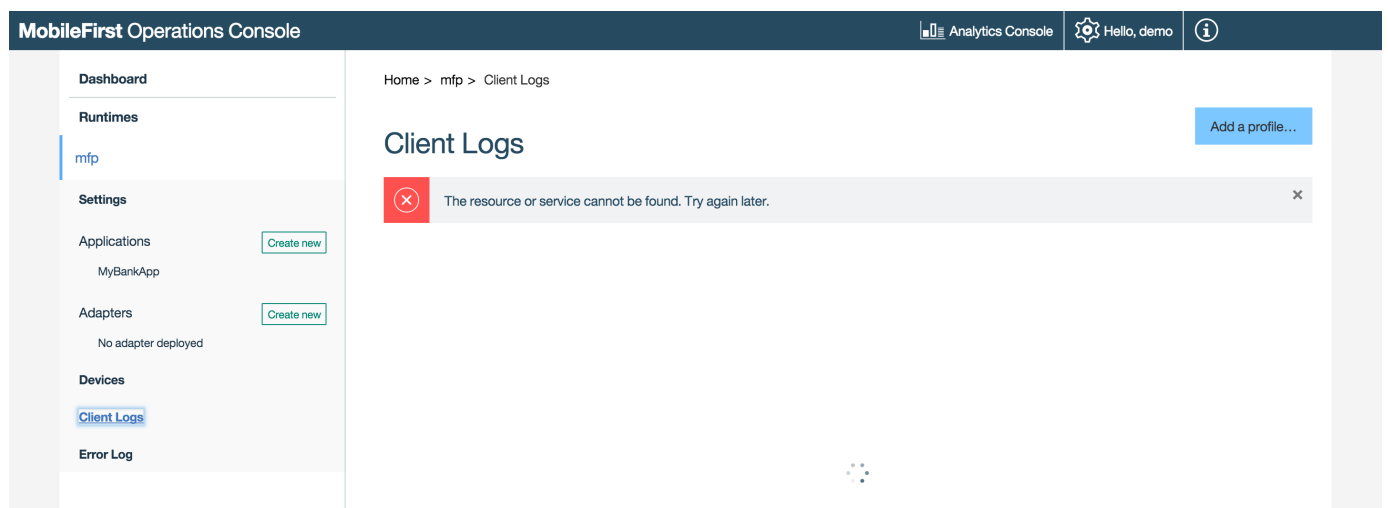 MobileFirst Operations Console
Analytics Console
Hello, demo
Dashboard
Home > mfp > Client Logs
Runtimes
Add a profile...
mfp
Client Logs
Settings
The resource or service cannot be found. Try again later.
Applications
Create new
MyBankApp
Adapters
Create new
No adapter deployed
Devices
Client Logs
Error Log